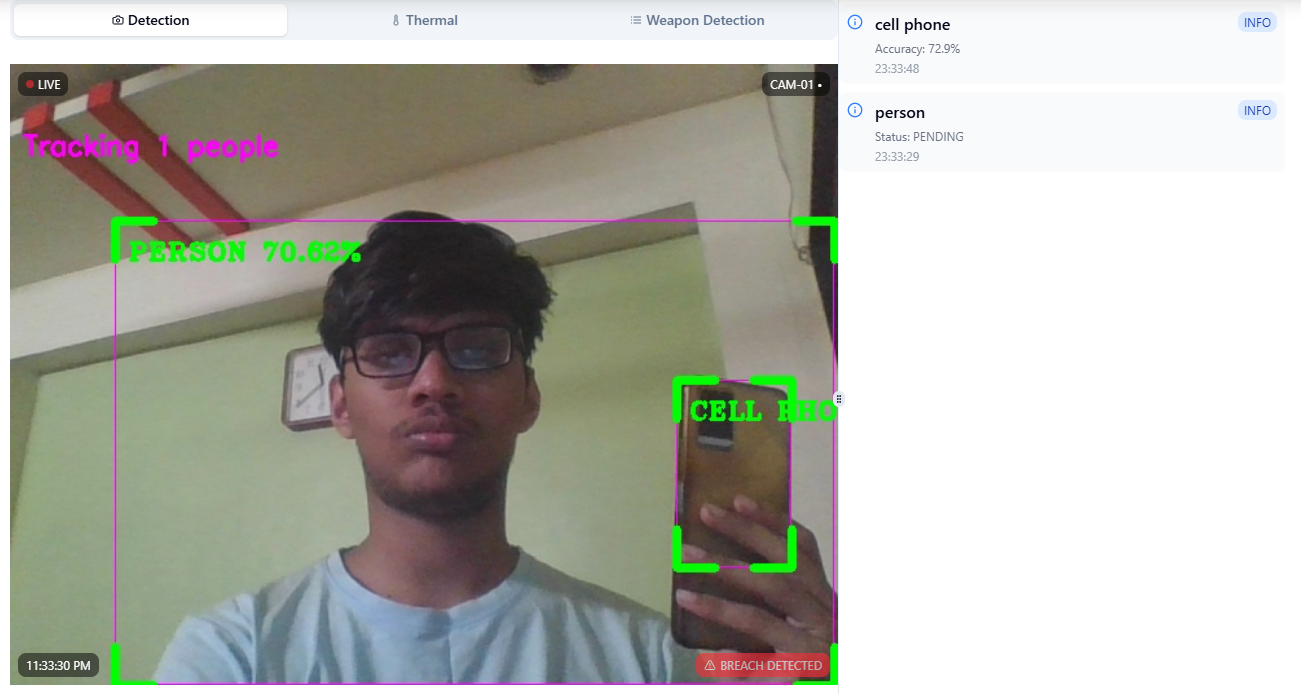 Detection
Thermal
Weapon Detection
LIVE
CAM-01 •
Tracking 1 people
PERSON 70.62%
CELL PHO
11:33:30 PM
BREACH DETECTED
cell phone
INFO
Accuracy: 72.9%
23:33:48
person
INFO
Status: PENDING
23:33:29